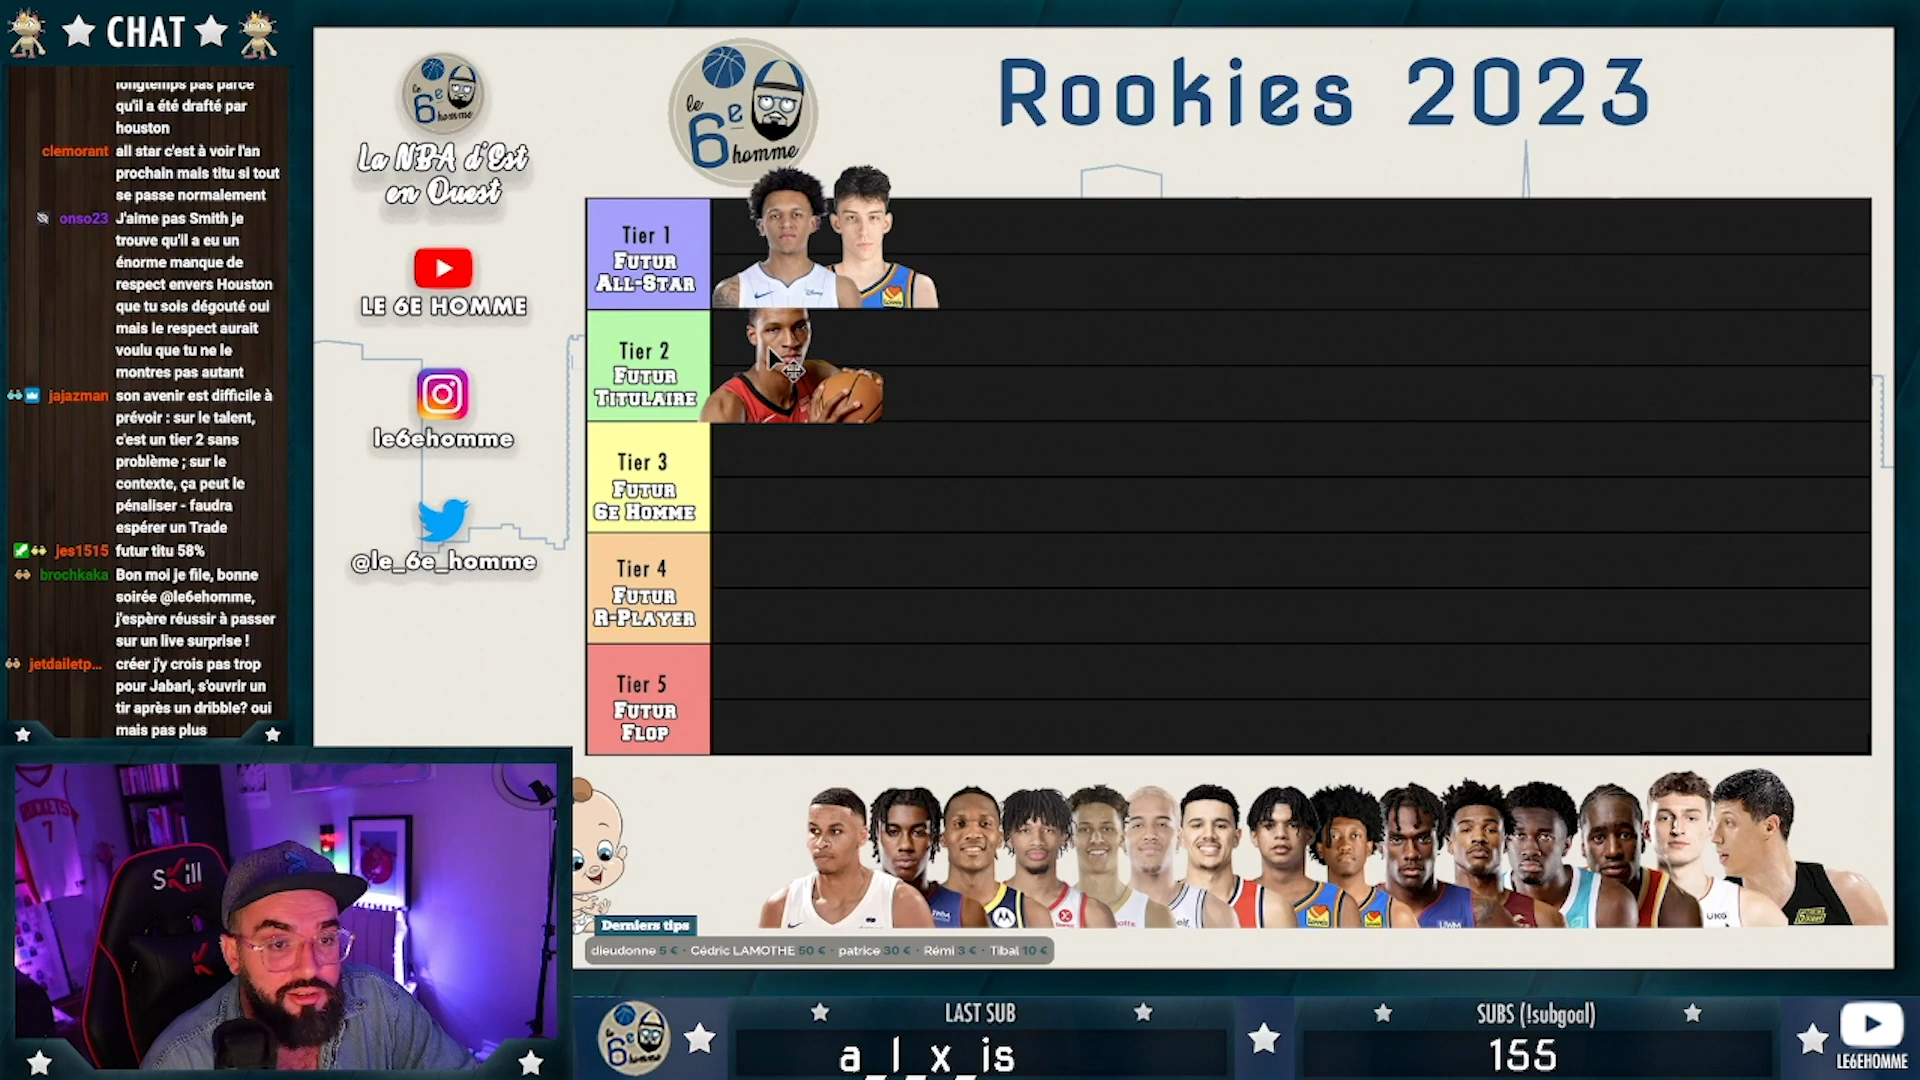 CHAT
longtemps pas parce
qu'il a été drafté par
houston
clemorant all star c'est à voir l'an
prochain mais titu si tout
se passe normalement
onso23 J'aime pas Smith je
trouve qu'il a eu un
énorme manque de
respect envers Houston
que tu sois dégouté oui
mais le respect aurait
voulu que tu ne le
montres pas autant
jajazman son avenir est difficile à
prévoir : sur le talent,
c'est un tier 2 sans
problème ; sur le
contexte, ça peut le
pénaliser - faudra
espérer un Trade
jes1515 futur titu 58%
brochkaka Bon moi je file, bonne
soirée @le6ehomme,
j'espère réussir à passer
sur un live surprise !
jetdailetp... créer j'y crois pas trop
pour Jabari, s'ouvrir un
tir après un dribble? oui
mais pas plus
le
6e
homme
La NBA d'Est
en Ouest
LE 6E HOMME
le6ehomme
@le_6e_homme
le
6e
homme
Rookies 2023
Tier 1
Futur
All-Star
Tier 2
Futur
Titulaire
Tier 3
Futur
6e Homme
Tier 4
Futur
R-Player
Tier 5
Futur
Flop
UKG
ROCKETS
7
Derniers tips
dieudonne 5 € · Cédric LAMOTHE 50 € · patrice 30 € · Rémi 3 € · Tibal 10 €
le
6e
homme
LAST SUB
a_l_x_is
SUBS (!subgoal)
155
LE6EHOMME